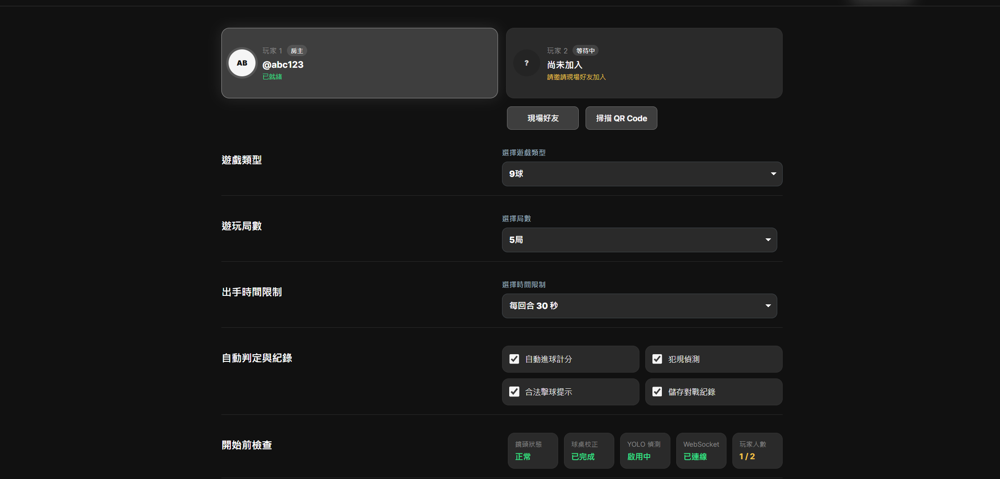 AB
玩家 1 房主
@abc123
已就緒
?
玩家 2 等待中
尚未加入
請邀請現場好友加入
現場好友
掃描 QR Code
遊戲類型
選擇遊戲類型
9球
遊玩局數
選擇局數
5局
出手時間限制
選擇時間限制
每回合 30 秒
自動判定與紀錄
自動進球計分
犯規偵測
合法擊球提示
儲存對戰紀錄
開始前檢查
鏡頭狀態
正常
球桌校正
已完成
YOLO 偵測
啟用中
WebSocket
已連線
玩家人數
1 / 2